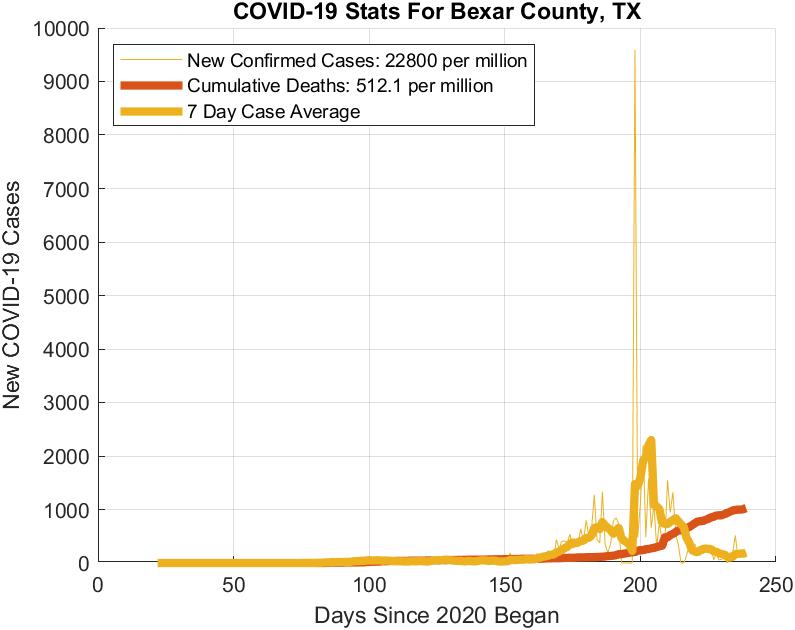 COVID-19 Stats For Bexar County, TX
10000
9000
8000
7000
6000
5000
4000
3000
2000
1000
0
New COVID-19 Cases
New Confirmed Cases: 22800 per million
Cumulative Deaths: 512.1 per million
7 Day Case Average
0 50 100 150 200 250
Days Since 2020 Began